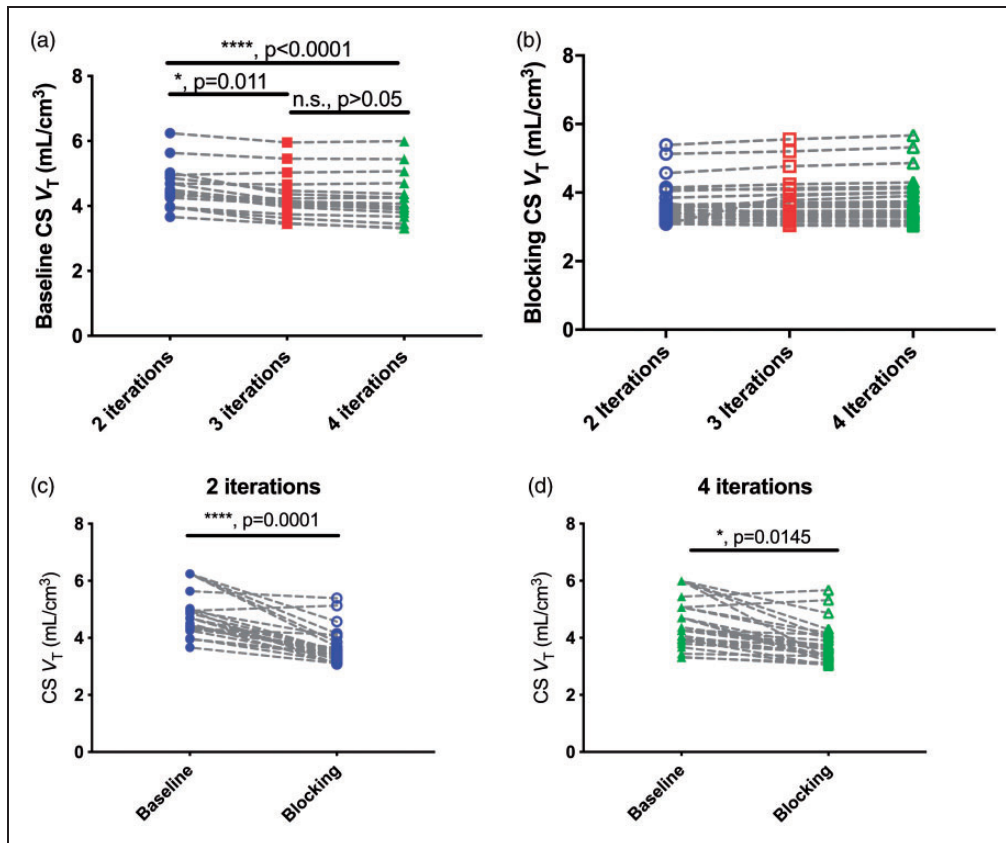 (a)
****, p<0.0001
*, p=0.011
n.s., p>0.05
Baseline CS VT (mL/cm³)
8
6
4
2
0
2 iterations
3 iterations
4 iterations
(b)
Blocking CS VT (mL/cm³)
8
6
4
2
0
2 Iterations
3 Iterations
4 Iterations
(c)
2 iterations
****, p=0.0001
CS VT (mL/cm³)
8
6
4
2
0
Baseline
Blocking
(d)
4 iterations
*, p=0.0145
CS VT (mL/cm³)
8
6
4
2
0
Baseline
Blocking